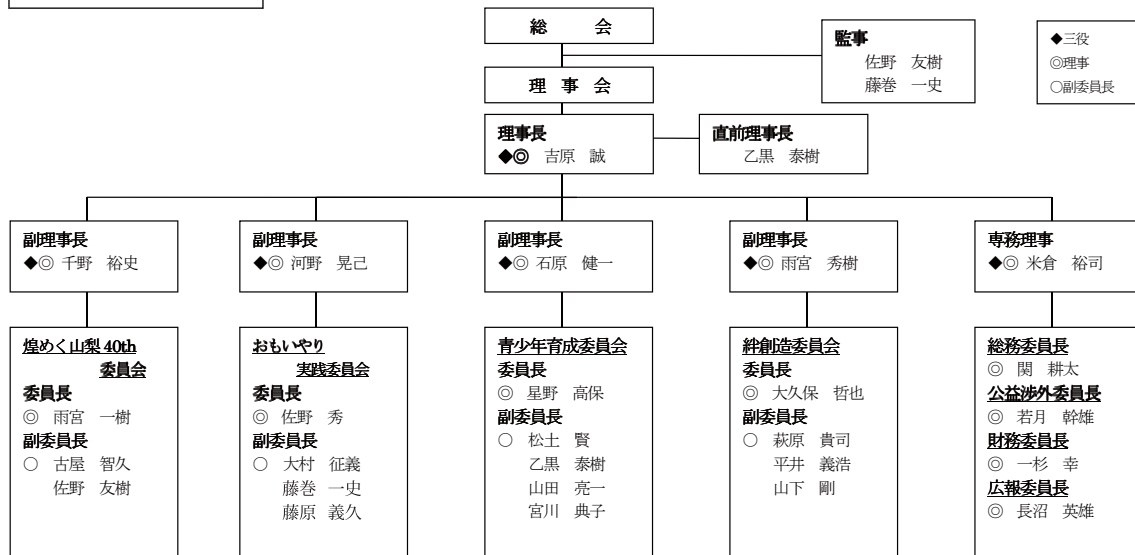 総　会
監事
佐野　友樹
藤巻　一史
◆三役
◎理事
○副委員長
理　事　会
理事長
◆◎　吉原　誠
直前理事長
乙黒　泰樹
副理事長
◆◎ 千野　裕史
副理事長
◆◎ 河野　晃己
副理事長
◆◎ 石原　健一
副理事長
◆◎ 雨宮　秀樹
専務理事
◆◎ 米倉　裕司
煌めく山梨 40th
委員会
委員長
◎　雨宮　一樹
副委員長
○　古屋　智久
佐野　友樹
おもいやり
実践委員会
委員長
◎　佐野　秀
副委員長
○　大村　征義
藤巻　一史
藤原　義久
青少年育成委員会
委員長
◎　星野　高保
副委員長
○　松土　賢
乙黒　泰樹
山田　亮一
宮川　典子
絆創造委員会
委員長
◎　大久保　哲也
副委員長
○　萩原　貴司
平井　義浩
山下　剛
総務委員長
◎　関　耕太
公益渉外委員長
◎　若月　幹雄
財務委員長
◎　一杉　幸
広報委員長
◎　長沼　英雄